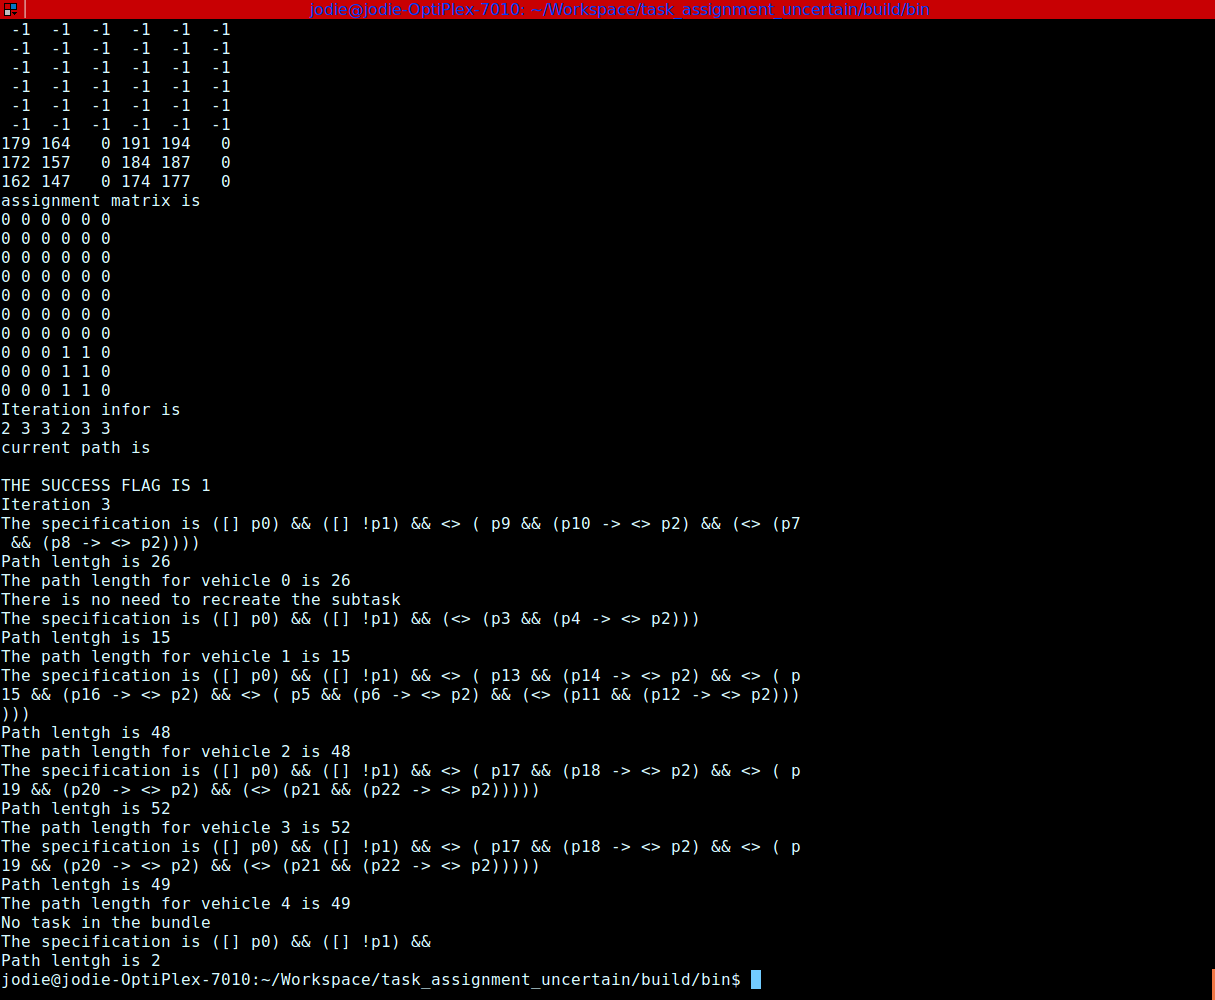 jodie@jodie-OptiPlex-7010: ~/Workspace/task_assignment_uncertain/build/bin
 -1  -1  -1  -1  -1  -1
 -1  -1  -1  -1  -1  -1
 -1  -1  -1  -1  -1  -1
 -1  -1  -1  -1  -1  -1
 -1  -1  -1  -1  -1  -1
 -1  -1  -1  -1  -1  -1
179 164   0 191 194   0
172 157   0 184 187   0
162 147   0 174 177   0
assignment matrix is
0 0 0 0 0 0
0 0 0 0 0 0
0 0 0 0 0 0
0 0 0 0 0 0
0 0 0 0 0 0
0 0 0 0 0 0
0 0 0 0 0 0
0 0 0 1 1 0
0 0 0 1 1 0
0 0 0 1 1 0
Iteration infor is
2 3 3 2 3 3
current path is

THE SUCCESS FLAG IS 1
Iteration 3
The specification is ([] p0) && ([] !p1) && <> ( p9 && (p10 -> <> p2) && (<> (p7
 && (p8 -> <> p2))))
Path lentgh is 26
The path length for vehicle 0 is 26
There is no need to recreate the subtask
The specification is ([] p0) && ([] !p1) && (<> (p3 && (p4 -> <> p2)))
Path lentgh is 15
The path length for vehicle 1 is 15
The specification is ([] p0) && ([] !p1) && <> ( p13 && (p14 -> <> p2) && <> ( p
15 && (p16 -> <> p2) && <> ( p5 && (p6 -> <> p2) && (<> (p11 && (p12 -> <> p2)))
)))
Path lentgh is 48
The path length for vehicle 2 is 48
The specification is ([] p0) && ([] !p1) && <> ( p17 && (p18 -> <> p2) && <> ( p
19 && (p20 -> <> p2) && (<> (p21 && (p22 -> <> p2)))))
Path lentgh is 52
The path length for vehicle 3 is 52
The specification is ([] p0) && ([] !p1) && <> ( p17 && (p18 -> <> p2) && <> ( p
19 && (p20 -> <> p2) && (<> (p21 && (p22 -> <> p2)))))
Path lentgh is 49
The path length for vehicle 4 is 49
No task in the bundle
The specification is ([] p0) && ([] !p1) &&
Path lentgh is 2
jodie@jodie-OptiPlex-7010:~/Workspace/task_assignment_uncertain/build/bin$